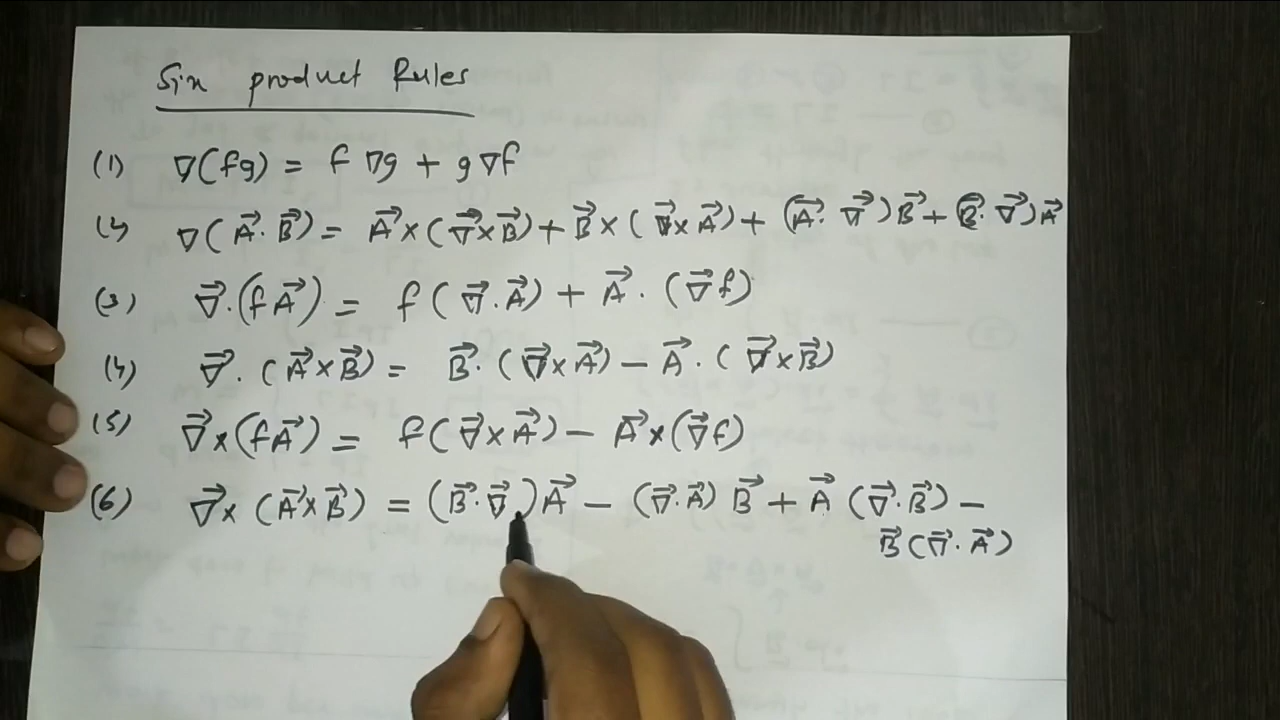 Six product Rules
(1) ∇(fg) = f ∇g + g∇f
(2) ∇(A⃗·B⃗) = A⃗×(∇⃗×B⃗) + B⃗×(∇⃗×A⃗) + (A⃗·∇⃗)B⃗ + (B⃗·∇⃗)A⃗
(3) ∇⃗·(fA⃗) = f(∇⃗·A⃗) + A⃗·(∇⃗f)
(4) ∇⃗·(A⃗×B⃗) = B⃗·(∇⃗×A⃗) − A⃗·(∇⃗×B⃗)
(5) ∇⃗×(fA⃗) = f(∇⃗×A⃗) − A⃗×(∇⃗f)
(6) ∇⃗×(A⃗×B⃗) = (B⃗·∇⃗)A⃗ − (∇⃗·A⃗)B⃗ + A⃗(∇⃗·B⃗) −
B⃗(∇⃗·A⃗)